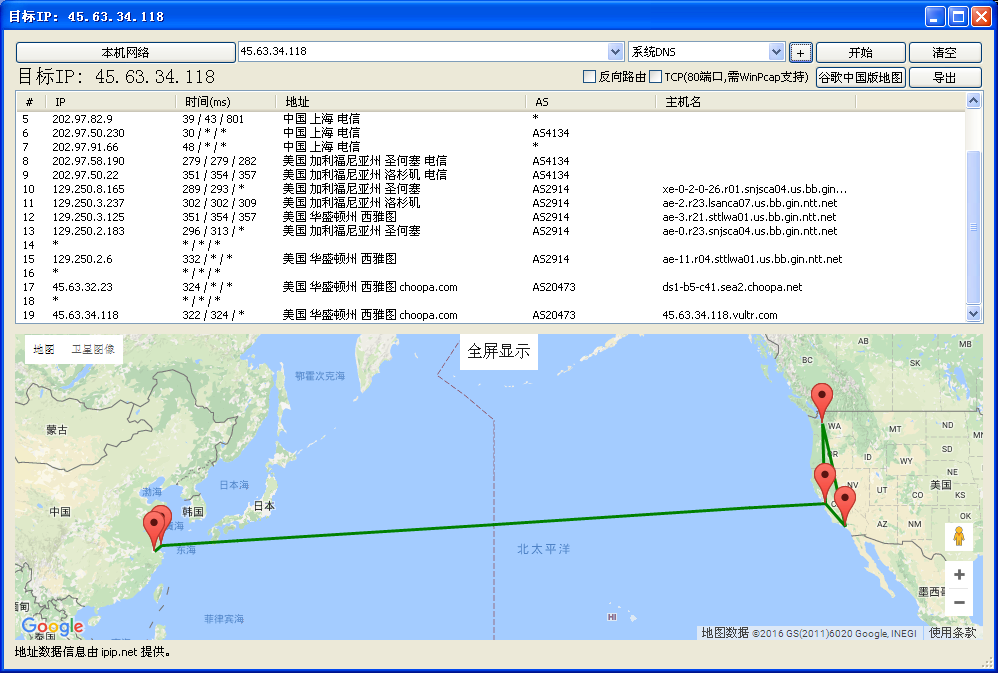 目标IP: 45.63.34.118
本机网络 45.63.34.118 系统DNS + 开始 清空
目标IP: 45.63.34.118 反向路由 TCP(80端口,需WinPcap支持) 谷歌中国版地图 导出
# IP 时间(ms) 地址 AS 主机名
5 202.97.82.9 39 / 43 / 801 中国 上海 电信 *
6 202.97.50.230 30 / * / * 中国 上海 电信 AS4134
7 202.97.91.66 48 / * / * 中国 上海 电信 *
8 202.97.58.190 279 / 279 / 282 美国 加利福尼亚州 圣何塞 电信 AS4134
9 202.97.50.22 351 / 354 / 357 美国 加利福尼亚州 洛杉矶 电信 AS4134
10 129.250.8.165 289 / 293 / * 美国 加利福尼亚州 圣何塞 AS2914 xe-0-2-0-26.r01.snjsca04.us.bb.gin...
11 129.250.3.237 302 / 302 / 309 美国 加利福尼亚州 洛杉矶 AS2914 ae-2.r23.lsanca07.us.bb.gin.ntt.net
12 129.250.3.125 351 / 354 / 357 美国 华盛顿州 西雅图 AS2914 ae-3.r21.sttlwa01.us.bb.gin.ntt.net
13 129.250.2.183 296 / 313 / * 美国 加利福尼亚州 圣何塞 AS2914 ae-0.r23.snjsca04.us.bb.gin.ntt.net
14 * * / * / *
15 129.250.2.6 332 / * / * 美国 华盛顿州 西雅图 AS2914 ae-11.r04.sttlwa01.us.bb.gin.ntt.net
16 * * / * / *
17 45.63.32.23 324 / * / * 美国 华盛顿州 西雅图 choopa.com AS20473 ds1-b5-c41.sea2.choopa.net
18 * * / * / *
19 45.63.34.118 322 / 324 / * 美国 华盛顿州 西雅图 choopa.com AS20473 45.63.34.118.vultr.com
地图 卫星图像 全屏显示
AB MB
BC SK
鄂霍次克海
蒙古
WA MT ND MN
OR ID SD
WY
NE
渤海 日本海 NV UT 美国
CO KS
中国 韩国 日本
OK
AZ NM
东海 北太平洋
+
墨西哥
−
缅甸 菲律宾海 HI
Google 地图数据 ©2016 GS(2011)6020 Google, INEGI 使用条款
泰国
地址数据信息由 ipip.net 提供。